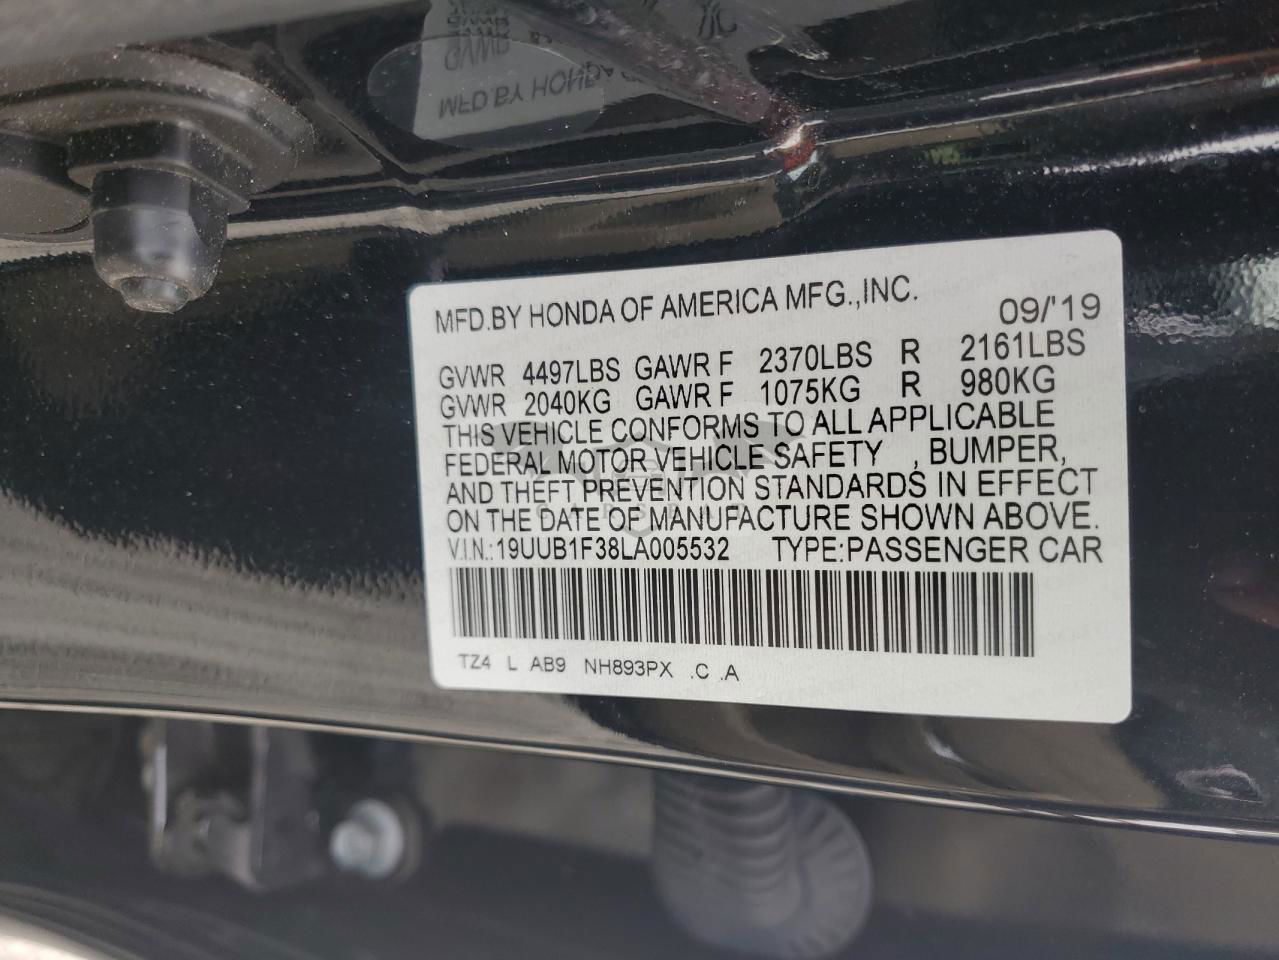 MFD.BY HONDA OF AMERICA MFG.,INC. 09/'19
GVWR 4497LBS GAWR F 2370LBS R 2161LBS
GVWR 2040KG GAWR F 1075KG R 980KG
THIS VEHICLE CONFORMS TO ALL APPLICABLE
FEDERAL MOTOR VEHICLE SAFETY , BUMPER,
AND THEFT PREVENTION STANDARDS IN EFFECT
ON THE DATE OF MANUFACTURE SHOWN ABOVE.
V.I.N.:19UUB1F38LA005532 TYPE:PASSENGER CAR
TZ4 L AB9 NH893PX .C .A